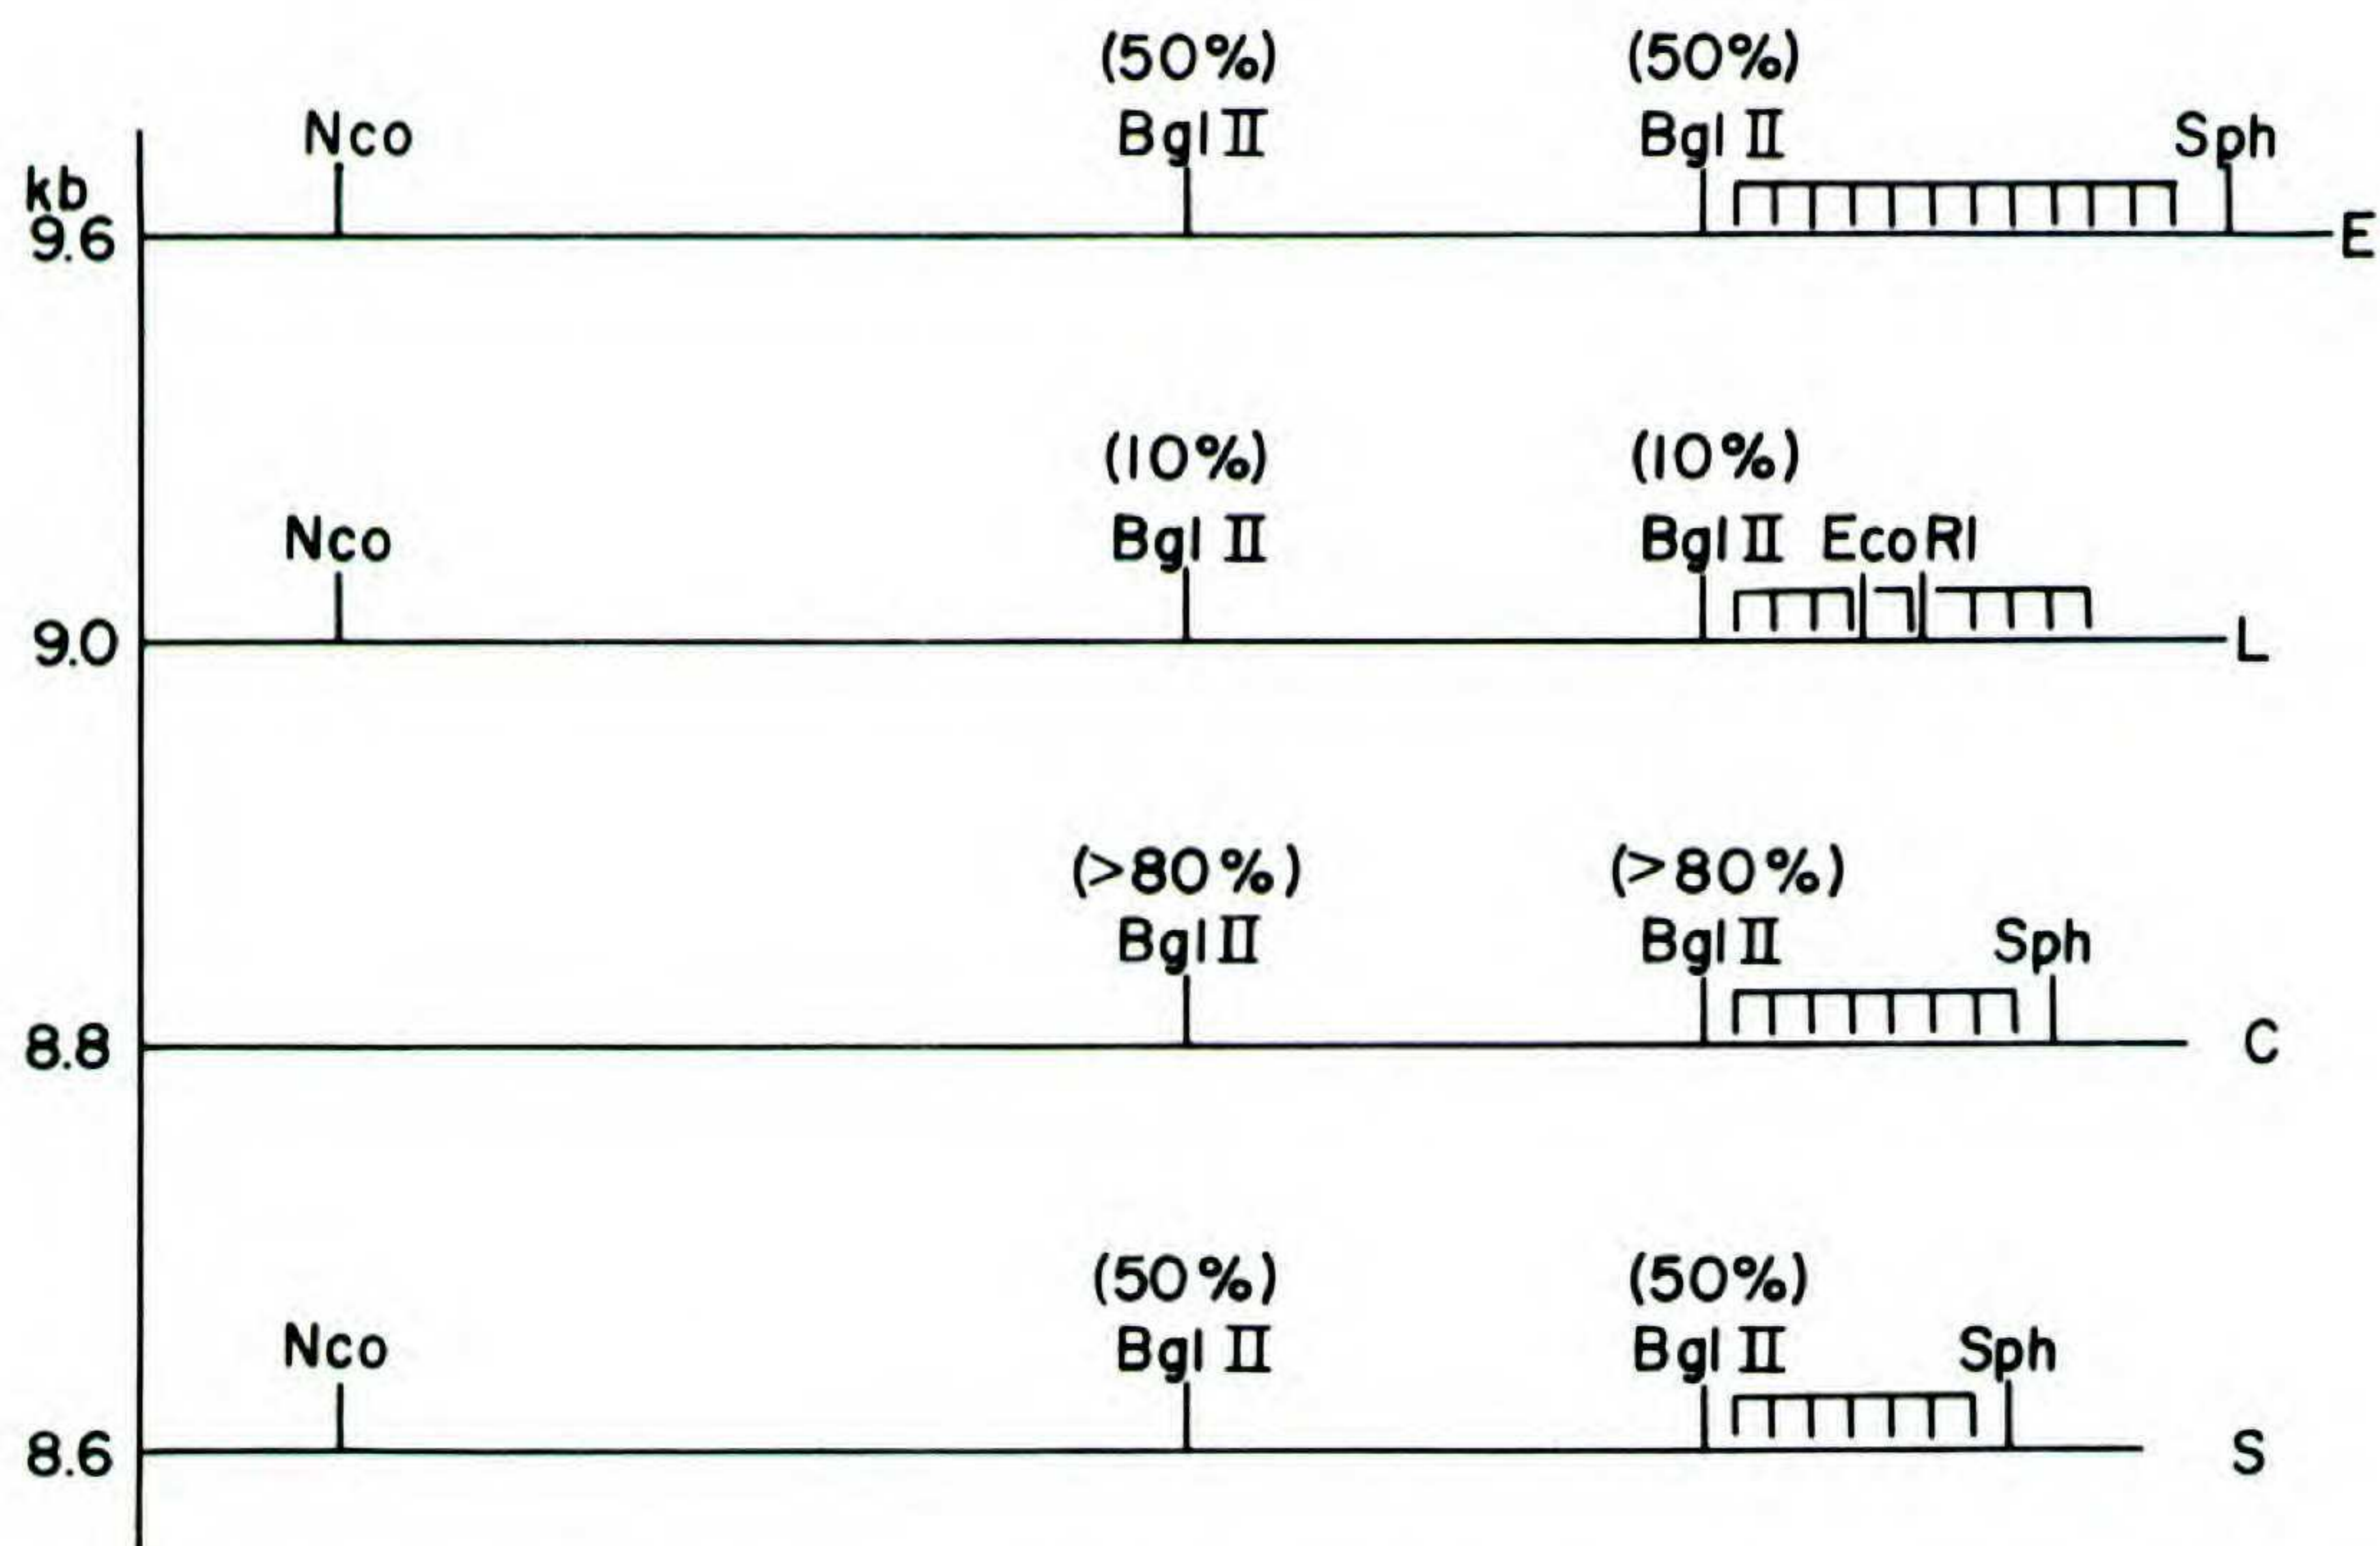 (50%) (50%)
Nco Bgl II Bgl II Sph
kb
9.6 E
(10%) (10%)
Nco Bgl II Bgl II Eco RI
9.0 L
(>80%) (>80%)
Bgl II Bgl II Sph
8.8 C
(50%) (50%)
Nco Bgl II Bgl II Sph
8.6 S